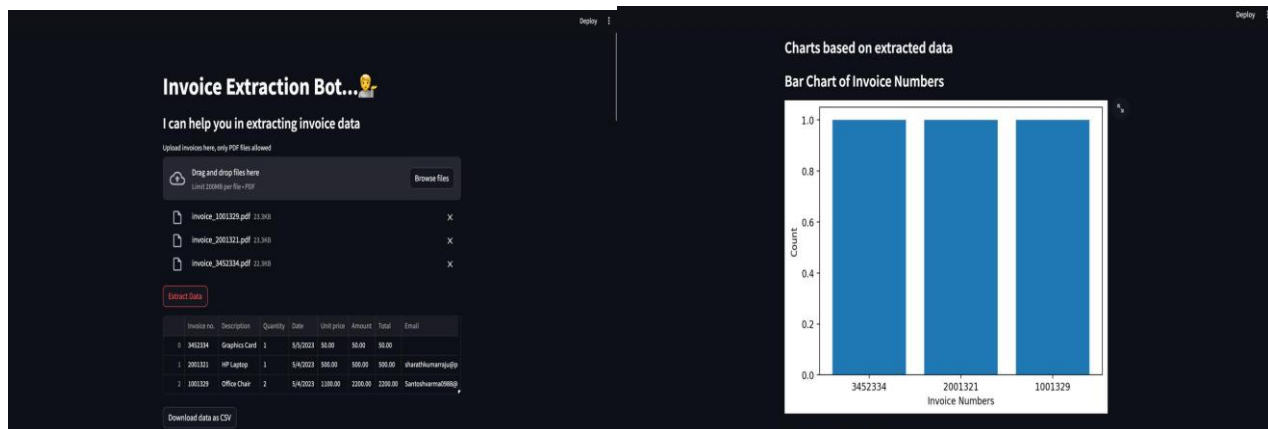 Deploy
Invoice Extraction Bot...
I can help you in extracting invoice data
Upload invoices here, only PDF files allowed
Drag and drop files here
Limit 200MB per file • PDF
Browse files
invoice_1001329.pdf 23.3KB
invoice_2001321.pdf 23.3KB
invoice_3452334.pdf 22.3KB
Extract Data
Invoice no. Description Quantity Date Unit price Amount Total Email
0 3452334 Graphics Card 1 5/5/2023 50.00 50.00 50.00
1 2001321 HP Laptop 1 5/4/2023 500.00 500.00 500.00 sharathkumarraju@p
2 1001329 Office Chair 2 5/4/2023 1100.00 2200.00 2200.00 Santoshvarma0988@
Download data as CSV
Deploy
Charts based on extracted data
Bar Chart of Invoice Numbers
1.0
0.8
0.6
0.4
0.2
0.0
Count
3452334 2001321 1001329
Invoice Numbers